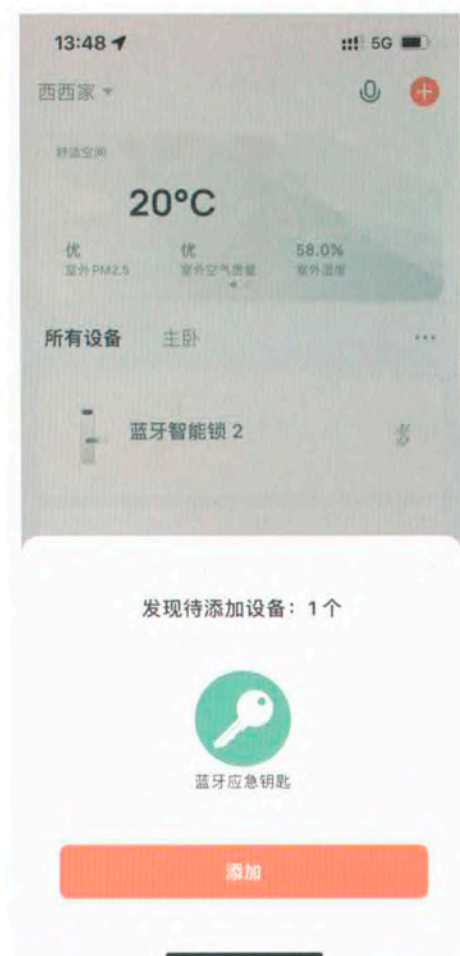 13:48
5G
西西家
舒适空间
20°C
优 优 58.0%
室外 PM2.5 室外空气质量 室外湿度
所有设备 主卧
蓝牙智能锁 2
发现待添加设备：1个
蓝牙应急钥匙
添加